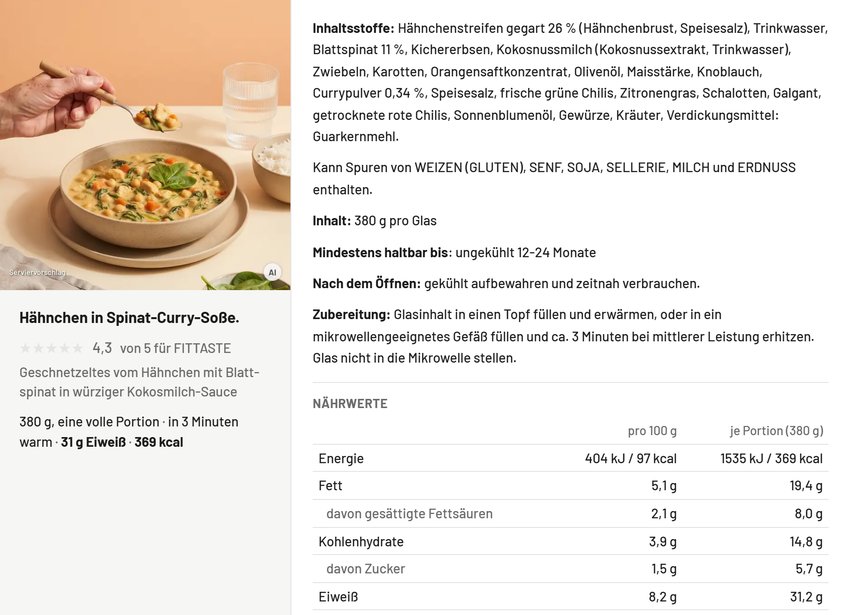 Serviervorschlag
AI
Hähnchen in Spinat-Curry-Soße.
★★★★★ 4,3 von 5 für FITTASTE
Geschnetzeltes vom Hähnchen mit Blatt-
spinat in würziger Kokosmilch-Sauce
380 g, eine volle Portion · in 3 Minuten
warm · 31 g Eiweiß · 369 kcal
Inhaltsstoffe: Hähnchenstreifen gegart 26 % (Hähnchenbrust, Speisesalz), Trinkwasser,
Blattspinat 11 %, Kichererbsen, Kokosnussmilch (Kokosnussextrakt, Trinkwasser),
Zwiebeln, Karotten, Orangensaftkonzentrat, Olivenöl, Maisstärke, Knoblauch,
Currypulver 0,34 %, Speisesalz, frische grüne Chilis, Zitronengras, Schalotten, Galgant,
getrocknete rote Chilis, Sonnenblumenöl, Gewürze, Kräuter, Verdickungsmittel:
Guarkernmehl.
Kann Spuren von WEIZEN (GLUTEN), SENF, SOJA, SELLERIE, MILCH und ERDNUSS
enthalten.
Inhalt: 380 g pro Glas
Mindestens haltbar bis: ungekühlt 12-24 Monate
Nach dem Öffnen: gekühlt aufbewahren und zeitnah verbrauchen.
Zubereitung: Glasinhalt in einen Topf füllen und erwärmen, oder in ein
mikrowellengeeignetes Gefäß füllen und ca. 3 Minuten bei mittlerer Leistung erhitzen.
Glas nicht in die Mikrowelle stellen.
NÄHRWERTE
pro 100 g je Portion (380 g)
Energie 404 kJ / 97 kcal 1535 kJ / 369 kcal
Fett 5,1 g 19,4 g
davon gesättigte Fettsäuren 2,1 g 8,0 g
Kohlenhydrate 3,9 g 14,8 g
davon Zucker 1,5 g 5,7 g
Eiweiß 8,2 g 31,2 g